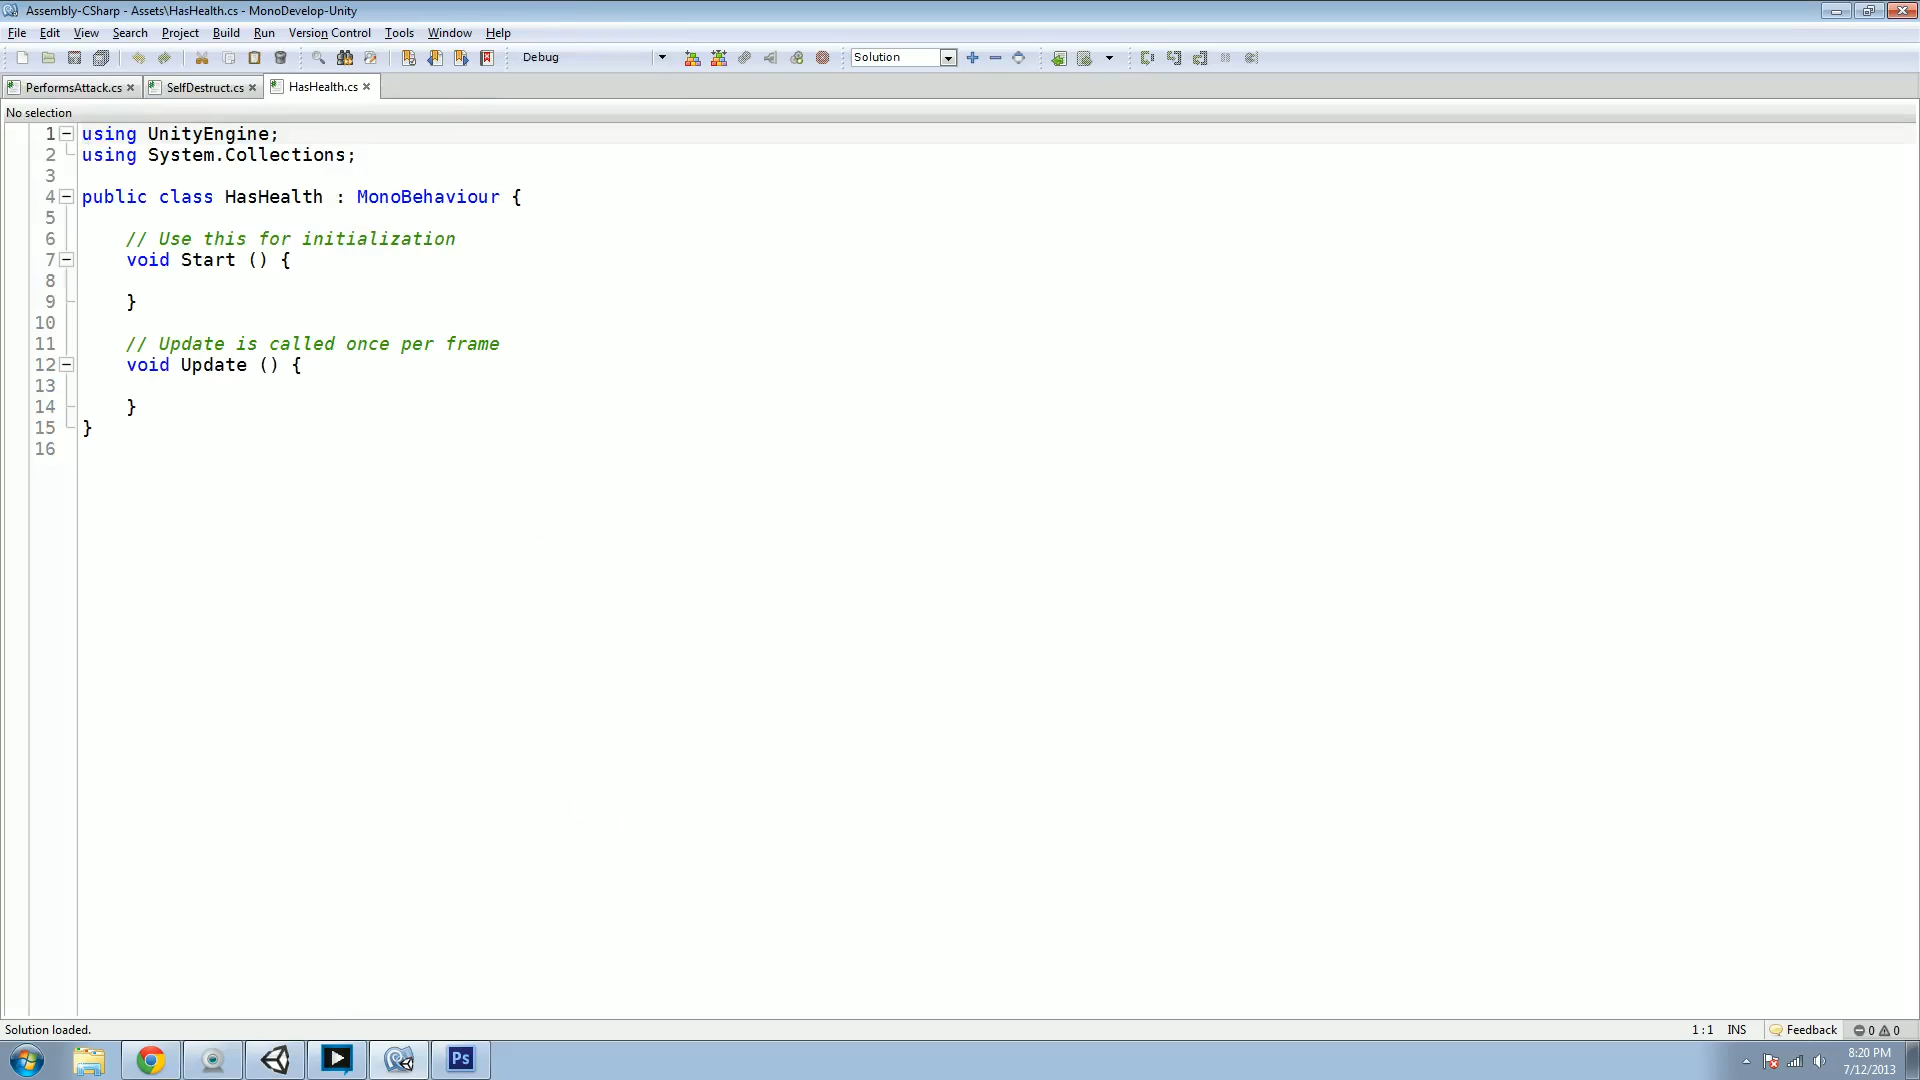 Assembly-CSharp - Assets\HasHealth.cs - MonoDevelop-Unity
File Edit View Search Project Build Run Version Control Tools Window Help
Debug Solution
PerformsAttack.cs SelfDestruct.cs HasHealth.cs
No selection
1 using UnityEngine;
2 using System.Collections;
3
4 public class HasHealth : MonoBehaviour {
5
6 // Use this for initialization
7 void Start () {
8
9 }
10
11 // Update is called once per frame
12 void Update () {
13
14 }
15 }
16
Solution loaded. 1 : 1 INS Feedback 0 0
Ps
8:20 PM
7/12/2013